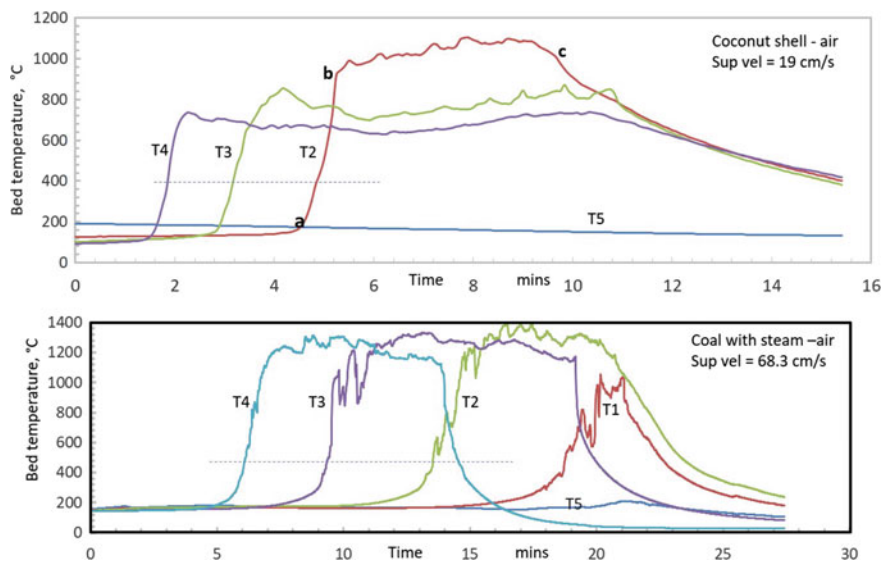 1200
1000
800
600
400
200
0
Bed temperature, °C
Coconut shell - air
Sup vel = 19 cm/s
b
c
T4
T3
T2
a
T5
0 2 4 6 8 10 12 14 16
Time mins
1400
1200
1000
800
600
400
200
0
Bed temperature, °C
Coal with steam –air
Sup vel = 68.3 cm/s
T4
T3
T2
T1
T5
0 5 10 15 20 25 30
Time mins